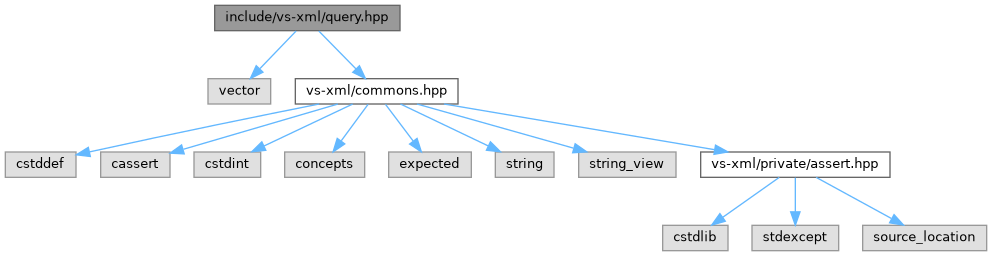 include/vs-xml/query.hpp
vector
vs-xml/commons.hpp
cstddef
cassert
cstdint
concepts
expected
string
string_view
vs-xml/private/assert.hpp
cstdlib
stdexcept
source_location